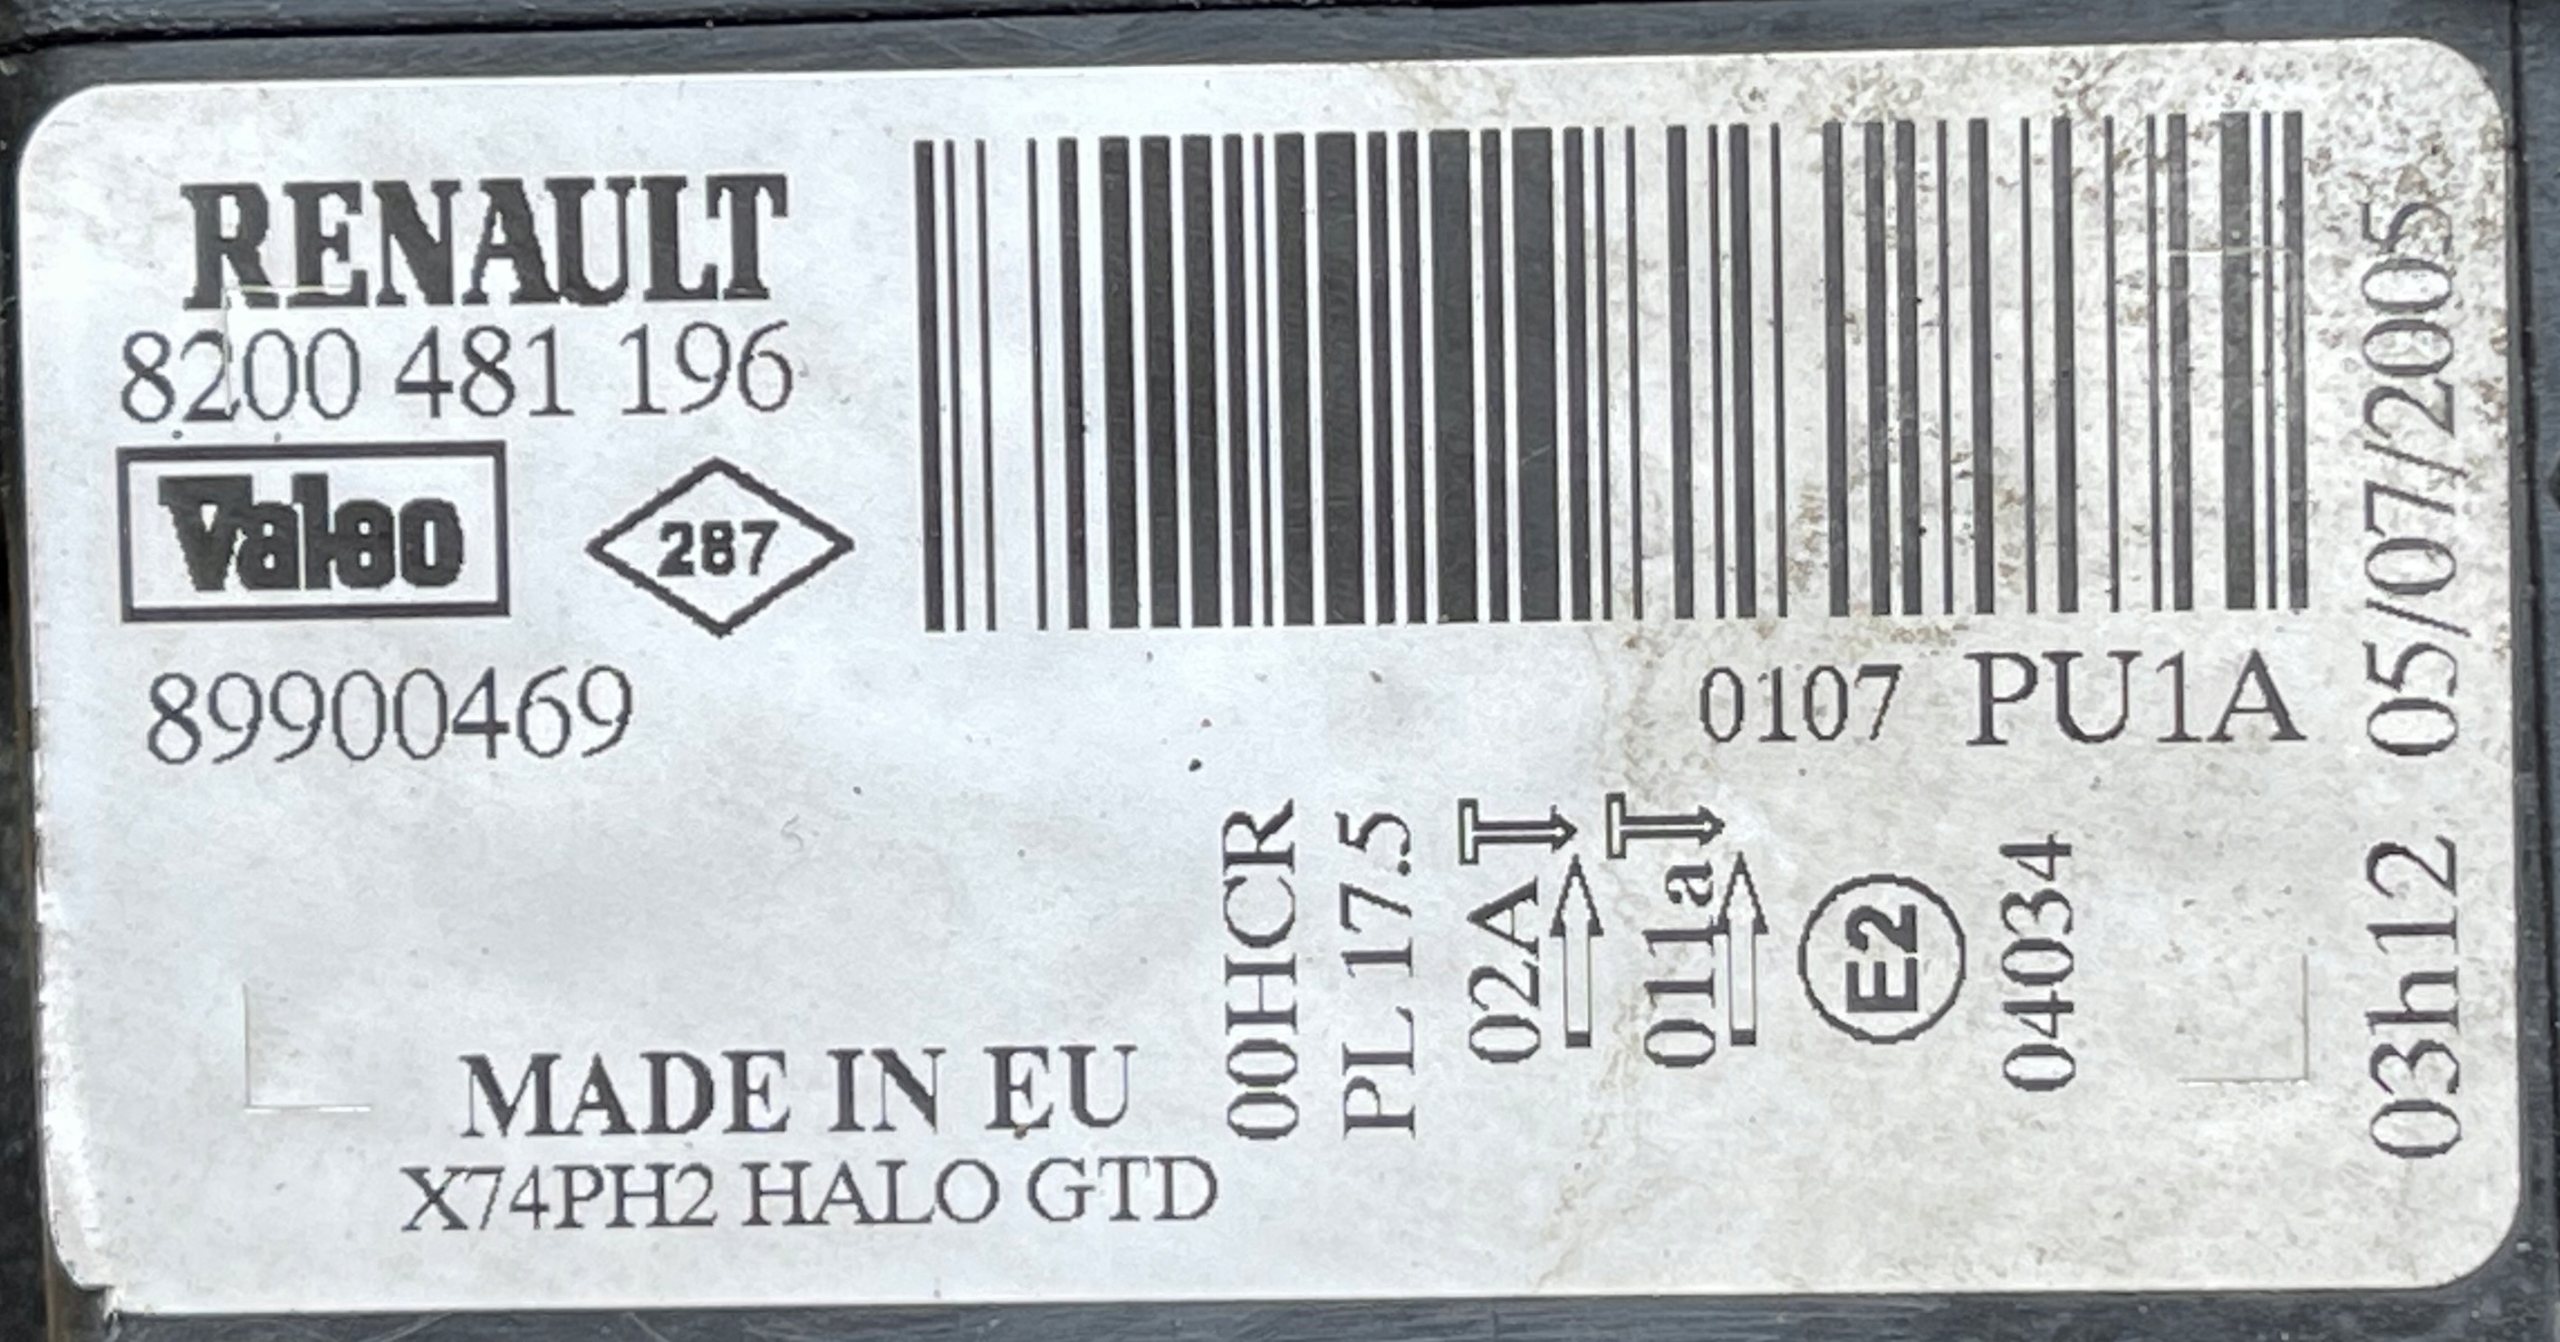 RENAULT
8200 481 196
Valeo
287
89900469
0107 PU1A
MADE IN EU
X74PH2 HALO GTD
00HCR
PL 17.5
02A
011a
E2
04034
03h12 05/07/2005